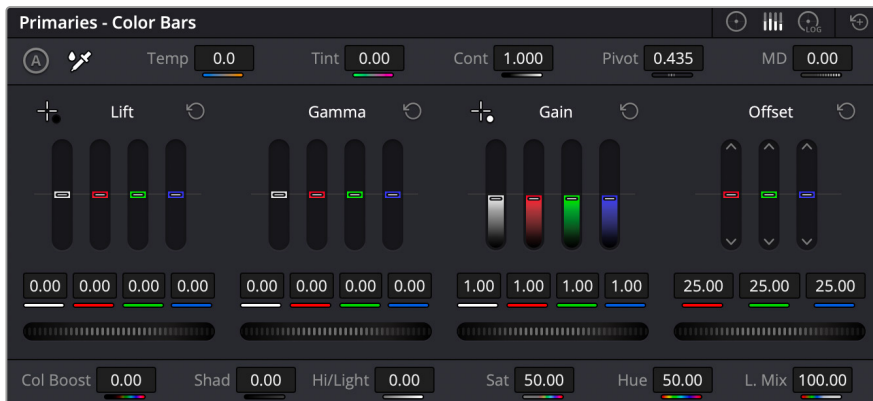 Primaries - Color Bars LOG
A Temp 0.0 Tint 0.00 Cont 1.000 Pivot 0.435 MD 0.00
Lift Gamma Gain Offset
0.00 0.00 0.00 0.00 0.00 0.00 0.00 0.00 1.00 1.00 1.00 1.00 25.00 25.00 25.00
Col Boost 0.00 Shad 0.00 Hi/Light 0.00 Sat 50.00 Hue 50.00 L. Mix 100.00